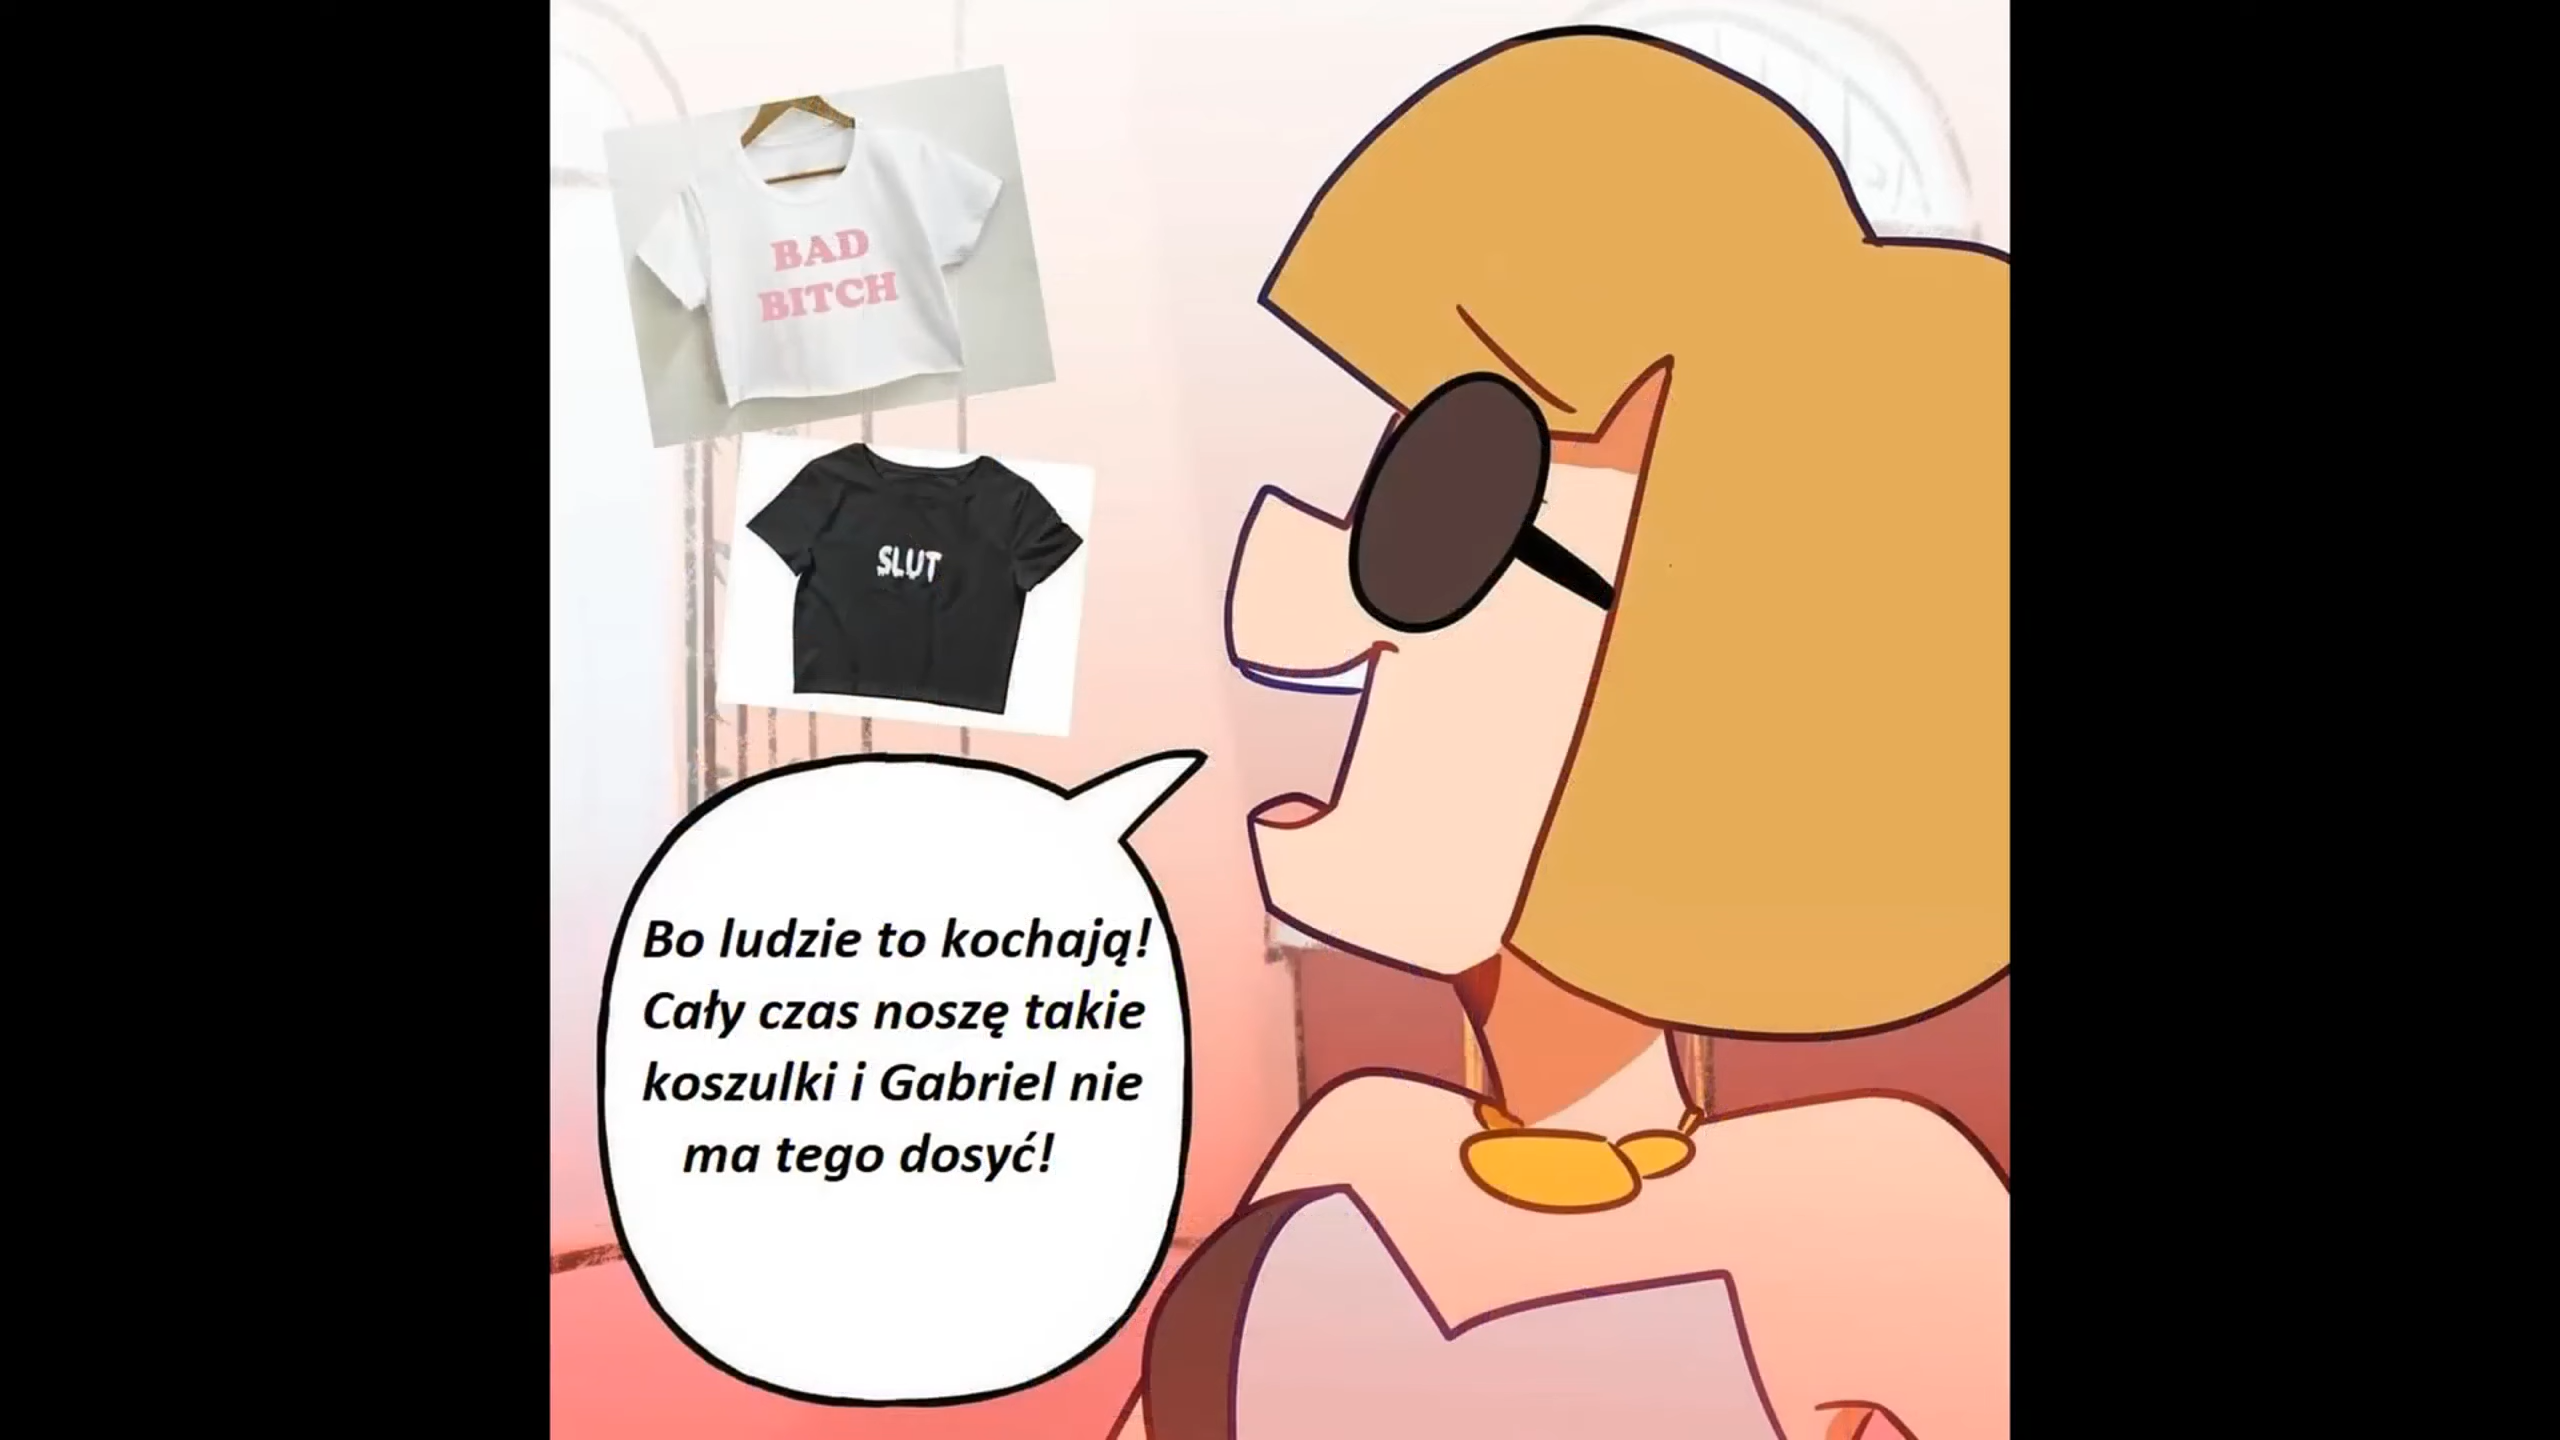 BAD
BITCH
SLUT
Bo ludzie to kochają!
Cały czas noszę takie
koszulki i Gabriel nie
ma tego dosyć!